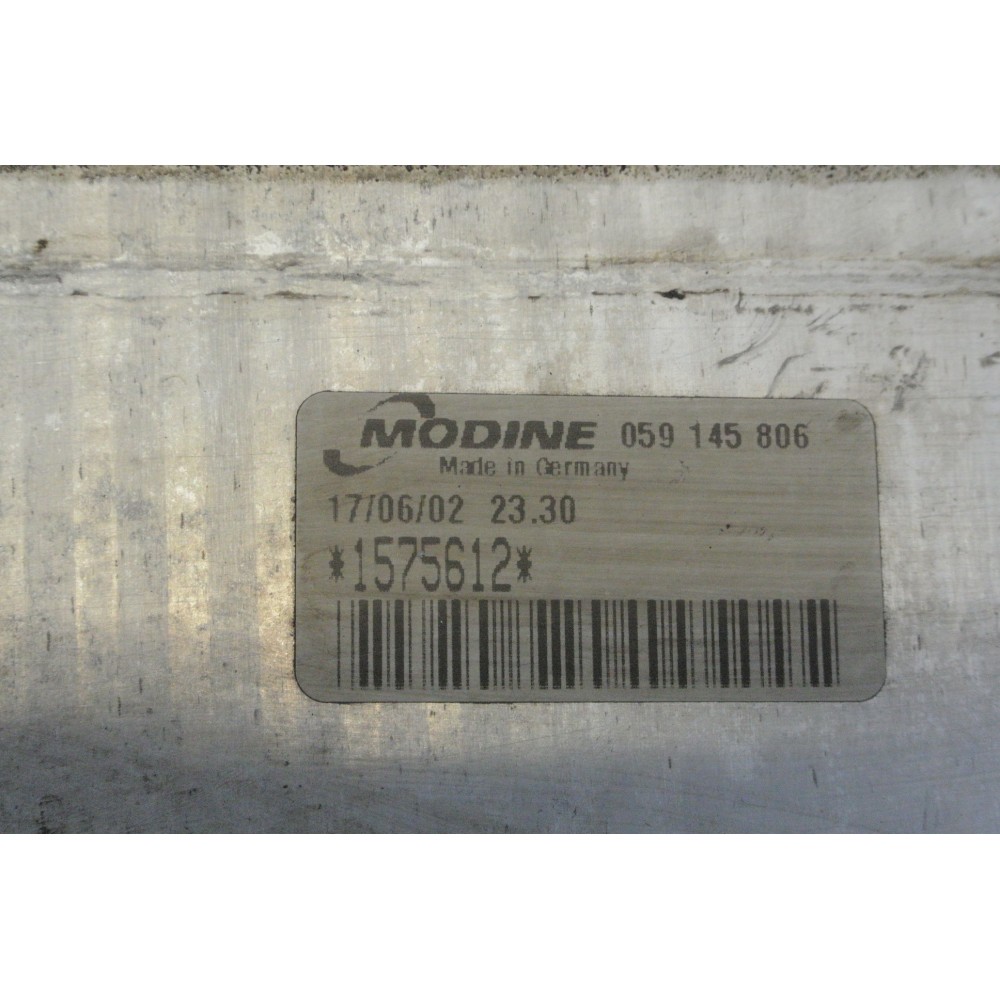 MODINE 059 145 806
Made in Germany
17/06/02 23.30
*1575612*